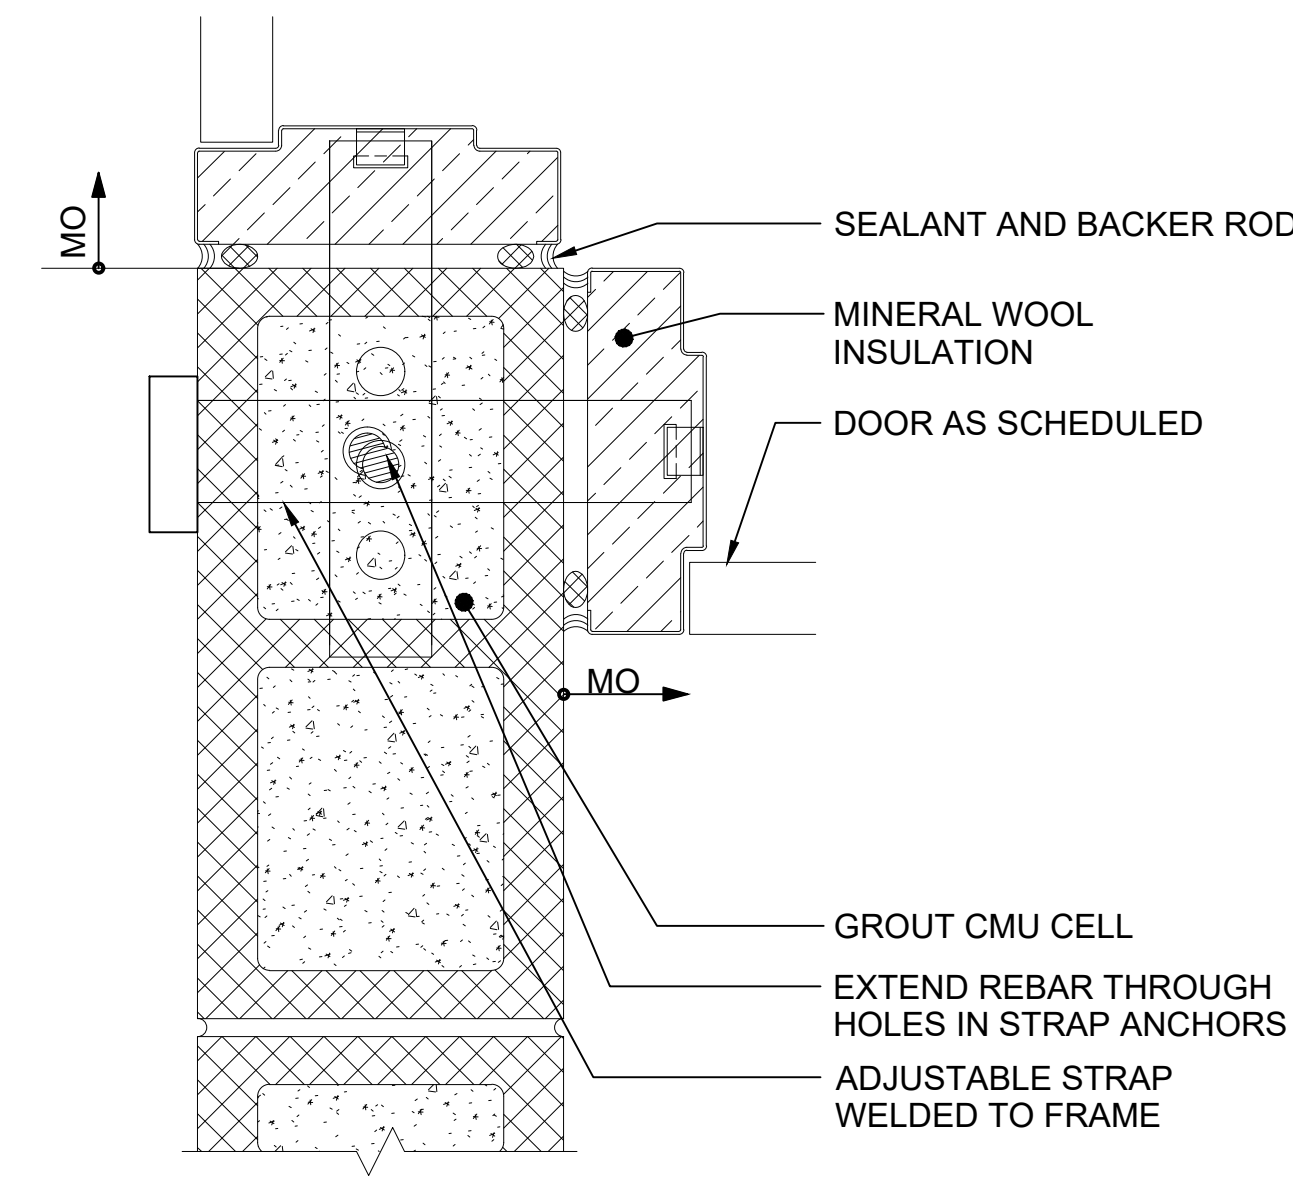 MO
SEALANT AND BACKER ROD
MINERAL WOOL
INSULATION
DOOR AS SCHEDULED
MO
GROUT CMU CELL
EXTEND REBAR THROUGH
HOLES IN STRAP ANCHORS
ADJUSTABLE STRAP
WELDED TO FRAME